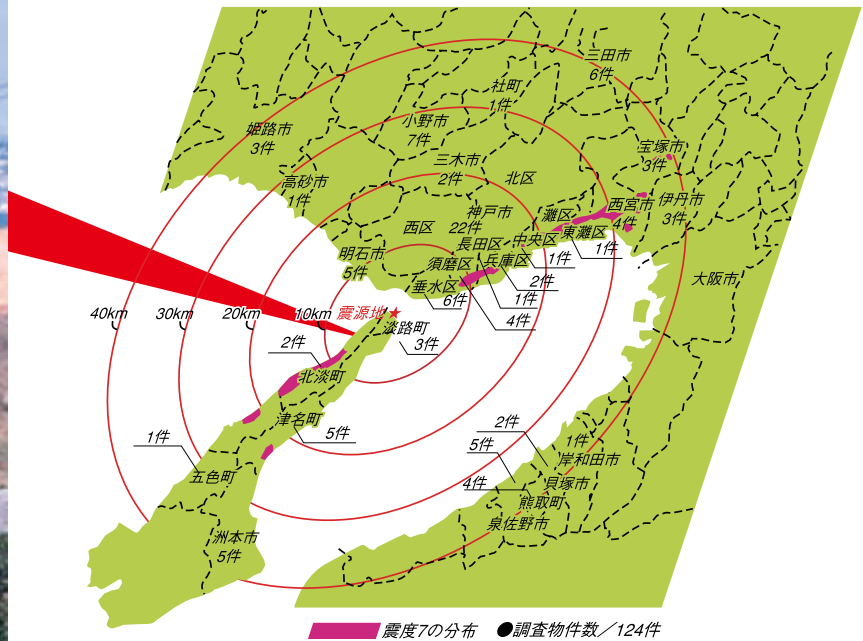 三田市
6件
社町
1件
小野市
7件
姫路市
3件
宝塚市
3件
三木市
2件
高砂市
1件
北区
伊丹市
3件
西宮市
4件
神戸市
22件
灘区
西区
東灘区
1件
中央区
1件
長田区
明石市
5件
兵庫区
2件
須磨区
1件
垂水区
6件
4件
大阪市
40km
30km
20km
10km
震源地
淡路町
3件
2件
北淡町
津名町
5件
1件
五色町
洲本市
5件
2件
1件
岸和田市
5件
貝塚市
4件
熊取町
泉佐野市
震度7の分布 ●調査物件数／124件